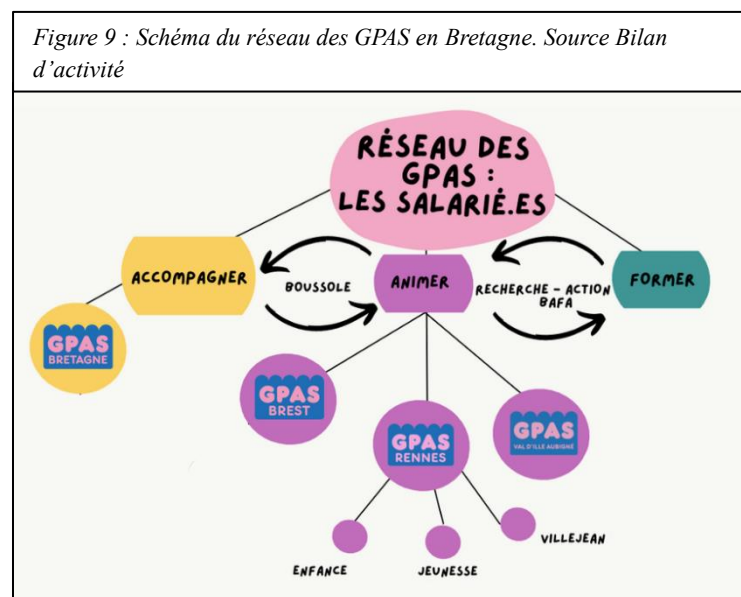 Figure 9 : Schéma du réseau des GPAS en Bretagne. Source Bilan
d’activité
RÉSEAU DES
GPAS :
LES SALARIÉ.ES
ACCOMPAGNER
BOUSSOLE
ANIMER
RECHERCHE - ACTION
BAFA
FORMER
GPAS
BRETAGNE
GPAS
BREST
GPAS
RENNES
GPAS
VAL D'ILLE AUBIGNÉ
ENFANCE
JEUNESSE
VILLEJEAN